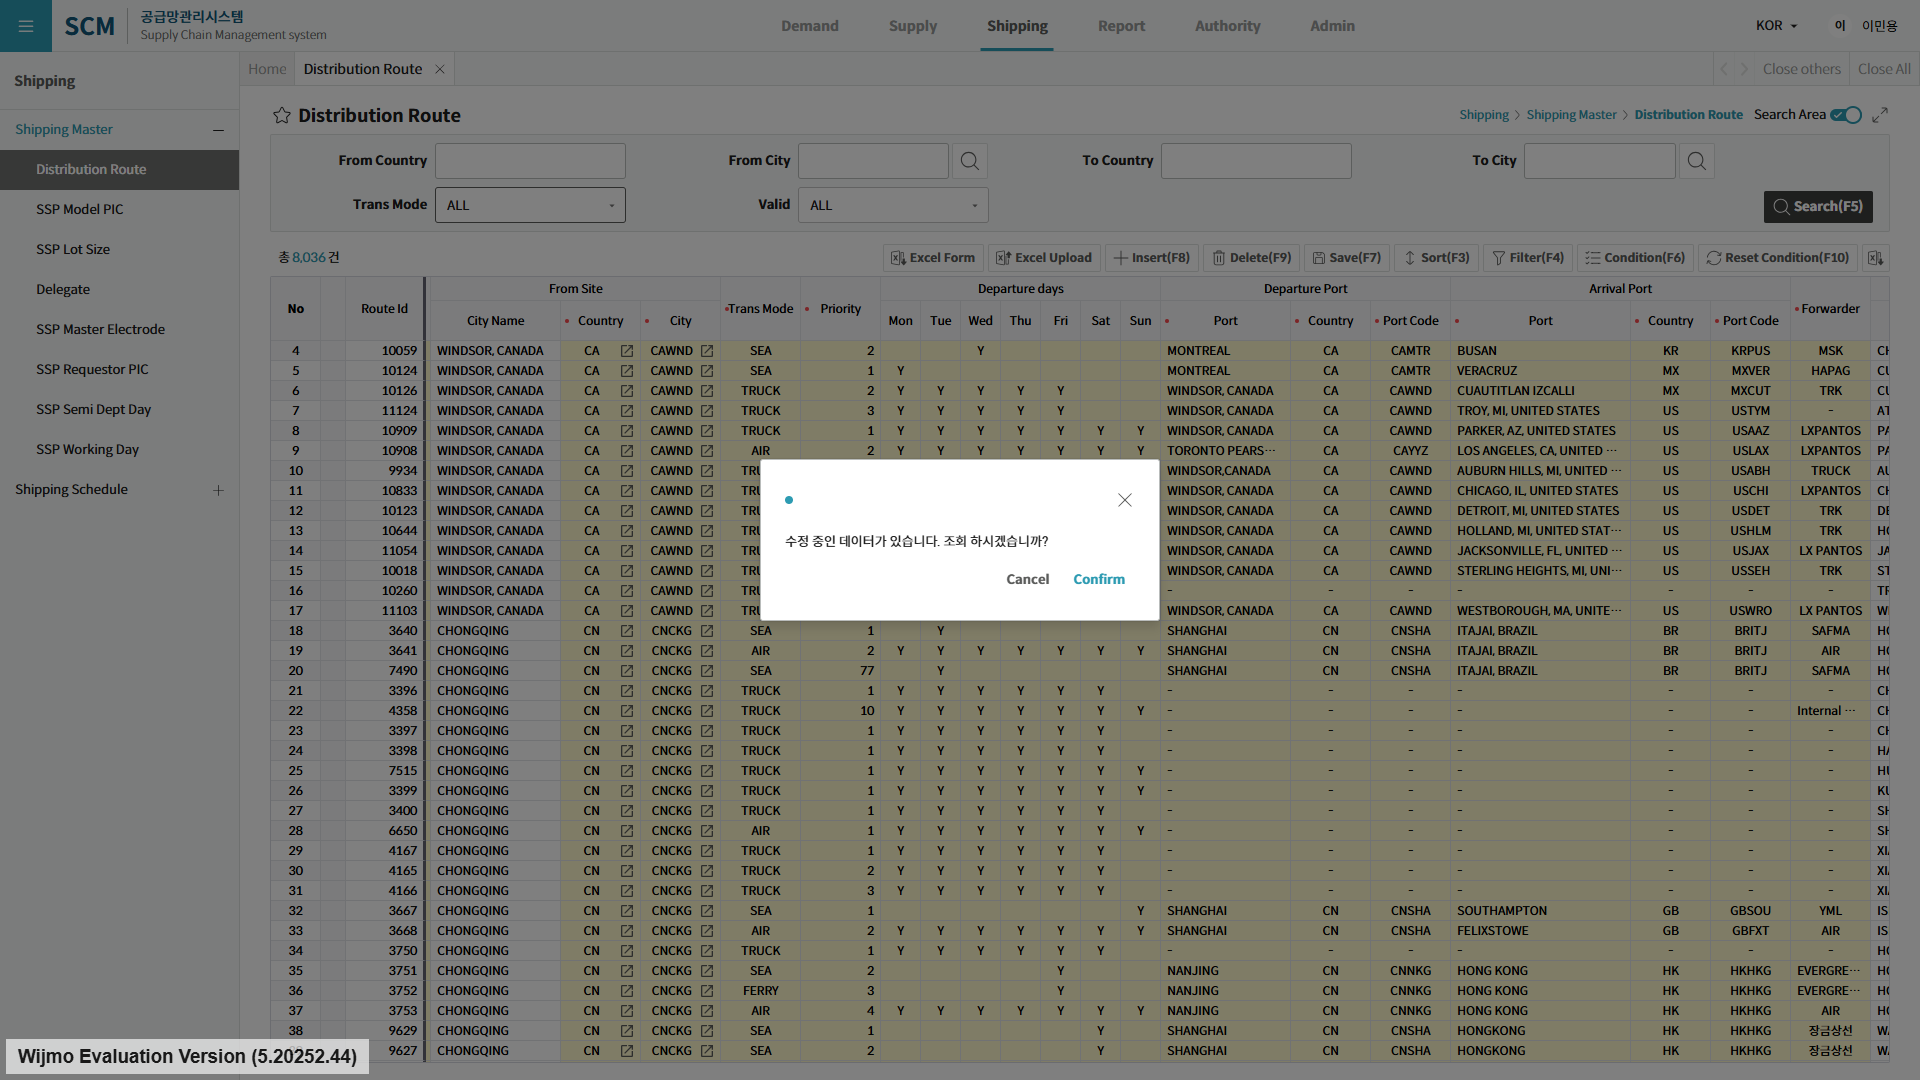 SCM 공급망관리시스템
Supply Chain Management system
Demand Supply Shipping Report Authority Admin
KOR 이 이민용
Shipping
Home Distribution Route Close others Close All
Shipping Master
Distribution Route
SSP Model PIC
SSP Lot Size
Delegate
SSP Master Electrode
SSP Requestor PIC
SSP Semi Dept Day
SSP Working Day
Shipping Schedule
Distribution Route
Shipping > Shipping Master > Distribution Route Search Area
From Country From City To Country To City
Trans Mode ALL Valid ALL Search(F5)
총 8,036 건
Excel Form Excel Upload Insert(F8) Delete(F9) Save(F7) Sort(F3) Filter(F4) Condition(F6) Reset Condition(F10)
No Route Id From Site Trans Mode Priority Departure days Departure Port Arrival Port Forwarder
City Name Country City Mon Tue Wed Thu Fri Sat Sun Port Country Port Code Port Country Port Code
4 10059 WINDSOR, CANADA CA CAWND SEA 2 Y MONTREAL CA CAMTR BUSAN KR KRPUS MSK
5 10124 WINDSOR, CANADA CA CAWND SEA 1 Y MONTREAL CA CAMTR VERACRUZ MX MXVER HAPAG
6 10126 WINDSOR, CANADA CA CAWND TRUCK 2 Y Y Y Y Y WINDSOR, CANADA CA CAWND CUAUTITLAN IZCALLI MX MXCUT TRK
7 11124 WINDSOR, CANADA CA CAWND TRUCK 3 Y Y Y Y Y WINDSOR, CANADA CA CAWND TROY, MI, UNITED STATES US USTYM -
8 10909 WINDSOR, CANADA CA CAWND TRUCK 1 Y Y Y Y Y Y Y WINDSOR, CANADA CA CAWND PARKER, AZ, UNITED STATES US USAAZ LXPANTOS
9 10908 WINDSOR, CANADA CA CAWND AIR 2 Y Y Y Y Y Y Y TORONTO PEARS··· CA CAYYZ LOS ANGELES, CA, UNITED ··· US USLAX LXPANTOS
10 9934 WINDSOR, CANADA CA CAWND WINDSOR,CANADA CA CAWND AUBURN HILLS, MI, UNITED ··· US USABH TRUCK
11 10833 WINDSOR, CANADA CA CAWND WINDSOR, CANADA CA CAWND CHICAGO, IL, UNITED STATES US USCHI LXPANTOS
12 10123 WINDSOR, CANADA CA CAWND WINDSOR, CANADA CA CAWND DETROIT, MI, UNITED STATES US USDET TRK
13 10644 WINDSOR, CANADA CA CAWND WINDSOR, CANADA CA CAWND HOLLAND, MI, UNITED STAT··· US USHLM TRK
14 11054 WINDSOR, CANADA CA CAWND WINDSOR, CANADA CA CAWND JACKSONVILLE, FL, UNITED ··· US USJAX LX PANTOS
15 10018 WINDSOR, CANADA CA CAWND WINDSOR, CANADA CA CAWND STERLING HEIGHTS, MI, UNI··· US USSEH TRK
16 10260 WINDSOR, CANADA CA CAWND - - - - - - -
17 11103 WINDSOR, CANADA CA CAWND WINDSOR, CANADA CA CAWND WESTBOROUGH, MA, UNITE··· US USWRO LX PANTOS
수정 중인 데이터가 있습니다. 조회 하시겠습니까?
Cancel Confirm
18 3640 CHONGQING CN CNCKG SEA 1 Y SHANGHAI CN CNSHA ITAJAI, BRAZIL BR BRITJ SAFMA
19 3641 CHONGQING CN CNCKG AIR 2 Y Y Y Y Y Y Y SHANGHAI CN CNSHA ITAJAI, BRAZIL BR BRITJ AIR
20 7490 CHONGQING CN CNCKG SEA 77 Y SHANGHAI CN CNSHA ITAJAI, BRAZIL BR BRITJ SAFMA
21 3396 CHONGQING CN CNCKG TRUCK 1 Y Y Y Y Y Y - - - - - - -
22 4358 CHONGQING CN CNCKG TRUCK 10 Y Y Y Y Y Y Y - - - - - - Internal ···
23 3397 CHONGQING CN CNCKG TRUCK 1 Y Y Y Y Y Y - - - - - - -
24 3398 CHONGQING CN CNCKG TRUCK 1 Y Y Y Y Y Y - - - - - - -
25 7515 CHONGQING CN CNCKG TRUCK 1 Y Y Y Y Y Y Y - - - - - - -
26 3399 CHONGQING CN CNCKG TRUCK 1 Y Y Y Y Y Y Y - - - - - - -
27 3400 CHONGQING CN CNCKG TRUCK 1 Y Y Y Y Y Y - - - - - - -
28 6650 CHONGQING CN CNCKG AIR 1 Y Y Y Y Y Y Y - - - - - - -
29 4167 CHONGQING CN CNCKG TRUCK 1 Y Y Y Y Y Y - - - - - - -
30 4165 CHONGQING CN CNCKG TRUCK 2 Y Y Y Y Y Y - - - - - - -
31 4166 CHONGQING CN CNCKG TRUCK 3 Y Y Y Y Y Y - - - - - - -
32 3667 CHONGQING CN CNCKG SEA 1 Y SHANGHAI CN CNSHA SOUTHAMPTON GB GBSOU YML
33 3668 CHONGQING CN CNCKG AIR 2 Y Y Y Y Y Y Y SHANGHAI CN CNSHA FELIXSTOWE GB GBFXT AIR
34 3750 CHONGQING CN CNCKG TRUCK 1 Y Y Y Y Y Y - - - - - - -
35 3751 CHONGQING CN CNCKG SEA 2 Y NANJING CN CNNKG HONG KONG HK HKHKG EVERGRE···
36 3752 CHONGQING CN CNCKG FERRY 3 Y NANJING CN CNNKG HONG KONG HK HKHKG EVERGRE···
37 3753 CHONGQING CN CNCKG AIR 4 Y Y Y Y Y Y Y NANJING CN CNNKG HONG KONG HK HKHKG AIR
38 9629 CHONGQING CN CNCKG SEA 1 Y SHANGHAI CN CNSHA HONGKONG HK HKHKG 장금상선
9627 CHONGQING CN CNCKG SEA 2 Y SHANGHAI CN CNSHA HONGKONG HK HKHKG 장금상선
Wijmo Evaluation Version (5.20252.44)